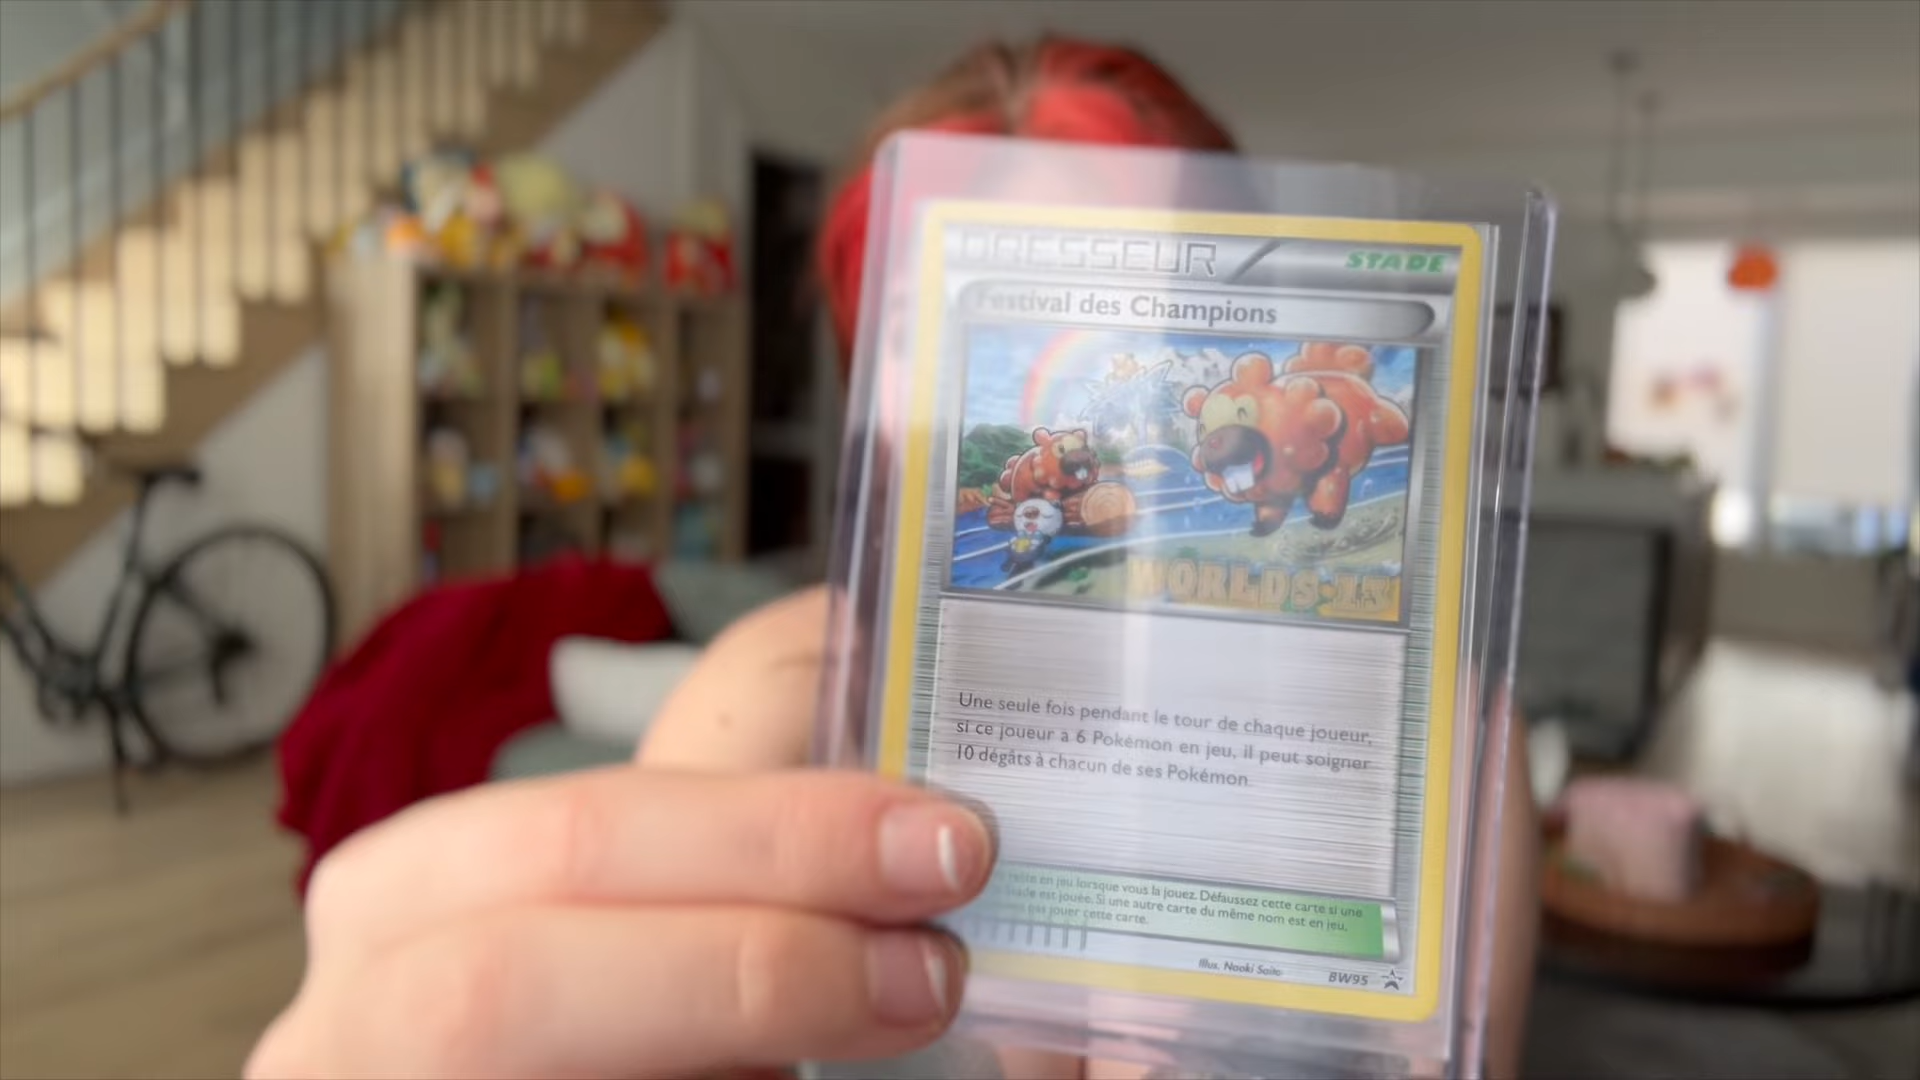 DRESSEUR STADE
Festival des Champions
WORLDS·13
Une seule fois pendant le tour de chaque joueur,
si ce joueur a 6 Pokémon en jeu, il peut soigner
10 dégâts à chacun de ses Pokémon.
reste en jeu lorsque vous la jouez. Défaussez cette carte si une
Stade est jouée. Si une autre carte du même nom est en jeu,
pas jouer cette carte.
Illus. Naoki Saito BW95